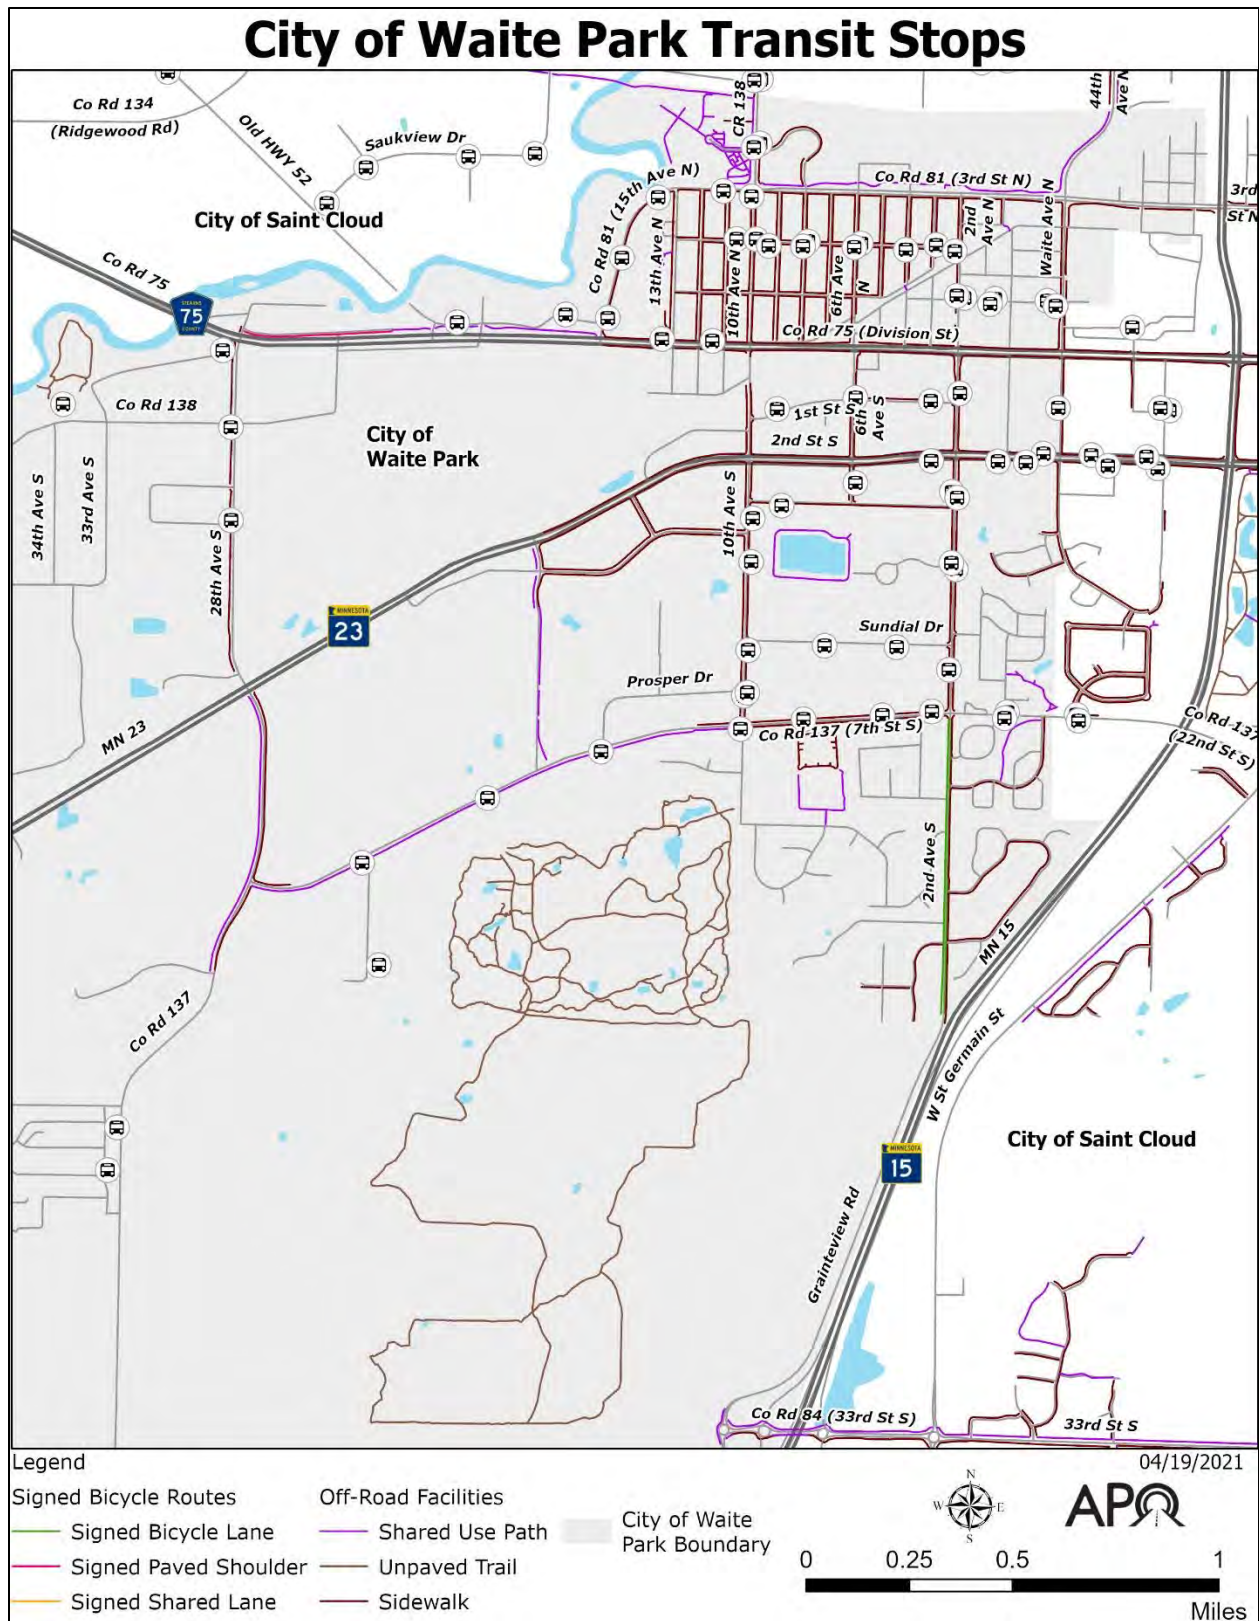 City of Waite Park Transit Stops
Co Rd 134
(Ridgewood Rd)
Old HWY 52
Saukview Dr
CR 138
44th
Ave N
Co Rd 81 (3rd St N)
3rd
St N
City of Saint Cloud
Co Rd 81 (15th Ave N)
13th Ave N
10th Ave N
6th Ave
N
2nd
Ave N
Waite Ave N
Co Rd 75
STEARNS
75
COUNTY
Co Rd 75 (Division St)
Co Rd 138
City of
Waite Park
1st St S
6th
Ave S
2nd St S
34th Ave S
33rd Ave S
28th Ave S
10th Ave S
MINNESOTA
23
Sundial Dr
Prosper Dr
MN 23
Co Rd 137 (7th St S)
Co Rd 137
(22nd St S)
2nd Ave S
MN 15
Co Rd 137
W St Germain St
City of Saint Cloud
MINNESOTA
15
Grainteview Rd
Co Rd 84 (33rd St S)
33rd St S
Legend
04/19/2021
Signed Bicycle Routes
Off-Road Facilities
Signed Bicycle Lane
Shared Use Path
City of Waite
Park Boundary
Signed Paved Shoulder
Unpaved Trail
Signed Shared Lane
Sidewalk
N
W
E
S
APO
0
0.25
0.5
1
Miles